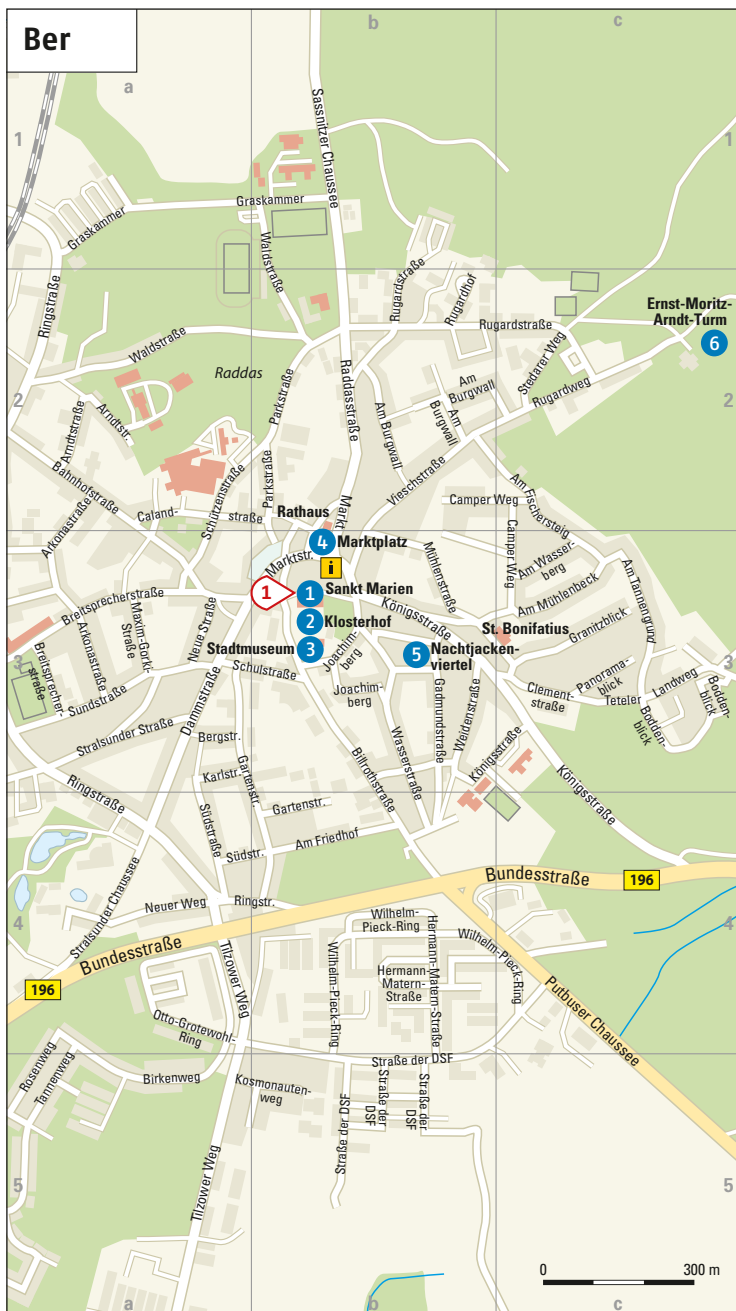 Ber
a
b
c
1
1
Sassnitzer Chaussee
Graskammer
Graskammer
Waldstraße
Ringstraße
Rugardstraße
Rugardhof
Rugardstraße
Ernst-Moritz-
Arndt-Turm
6
Stedarer Weg
Rugardweg
Waldstraße
Raddas
Parkstraße
Raddasstraße
2
2
Am
Burgwall
Am
Burgwall
Am Burgwall
Arndtstraße
Arndtstr.
Vieschstraße
Bahnhofstraße
Schützenstraße
Parkstraße
Markt
Camper Weg
Am Fischersteig
Arkonastraße
Caland-
straße
Rathaus
4
Marktplatz
Marktstr.
i
Mühlenstraße
Camper Weg
Am Wasser-
berg
Am Tannengrund
1
1
Sankt Marien
Breitsprecherstraße
Am Mühlenbeck
Königsstraße
2
Klosterhof
St. Bonifatius
Granitzblick
Maxim-Gorki-
Straße
Neue Straße
Stadtmuseum
3
Joachim-
berg
5
Nachtjacken-
viertel
Arkonastraße
Breitsprecher-
straße
3
3
Schulstraße
Joachim-
berg
Panorama-
blick
Landweg
Bodden-
blick
Clement-
straße
Teteler
Bodden-
blick
Sundstraße
Dammstraße
Gadmundstraße
Weidenstraße
Stralsunder Straße
Bergstr.
Billrothstraße
Wasserstraße
Königsstraße
Königsstraße
Ringstraße
Karlstr.
Gartenstr.
Gartenstr.
Südstraße
Südstr.
Am Friedhof
Bundesstraße
196
Stralsunder Chaussee
Neuer Weg
Ringstr.
4
4
Wilhelm-
Pieck-Ring
Bundesstraße
Wilhelm-Pieck-Ring
Hermann-Matern-Straße
Wilhelm-Pieck-Ring
Hermann-
Matern-
Straße
196
Tilzower Weg
Putbuser Chaussee
Otto-Grotewohl-
Ring
Straße der DSF
Rosenweg
Tannenweg
Birkenweg
Kosmonauten-
weg
Straße der DSF
Straße der
DSF
Straße der
DSF
5
5
Tilzower Weg
0
300 m
a
b
c